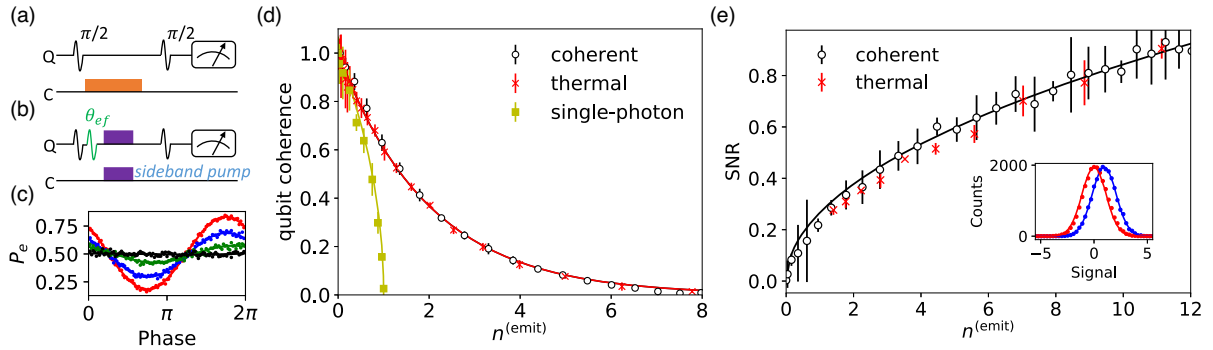 (a)
π/2
π/2
Q
C
(b)
θ_ef
Q
C
sideband pump
(c)
P_e
0.75
0.50
0.25
0
π
2π
Phase
(d)
qubit coherence
1.0
0.8
0.6
0.4
0.2
0.0
0
2
4
6
8
n^(emit)
coherent
thermal
single-photon
(e)
SNR
0.8
0.6
0.4
0.2
0.0
0
2
4
6
8
10
12
n^(emit)
coherent
thermal
Counts
2000
0
−5
0
5
Signal